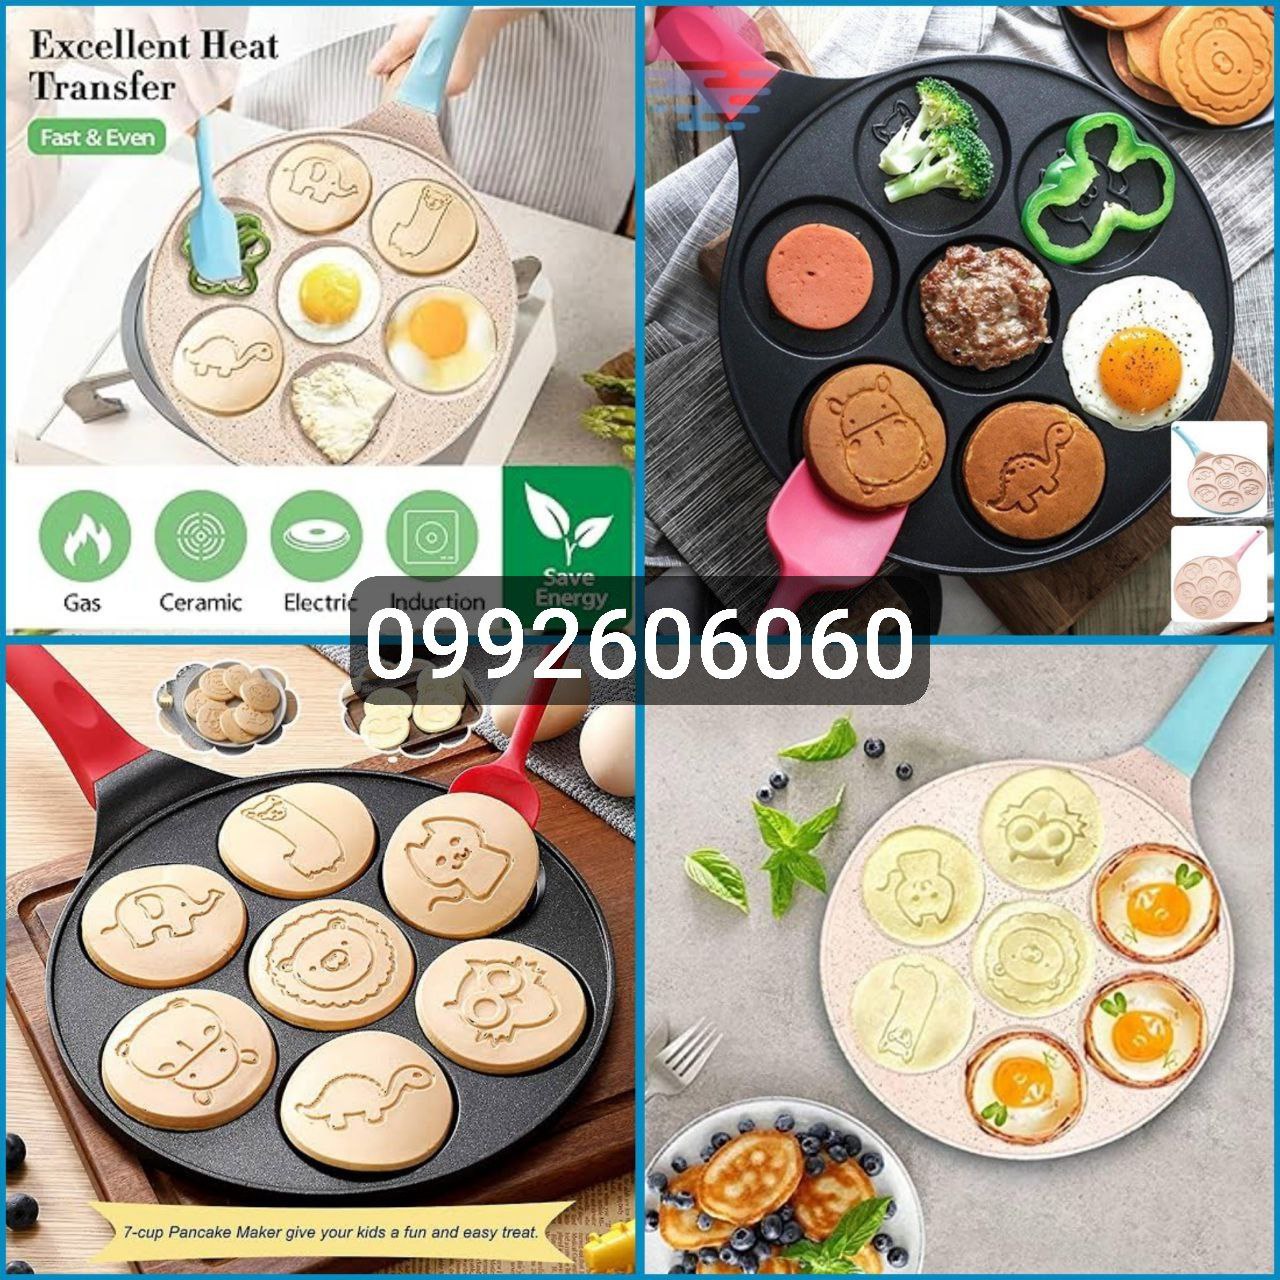 Excellent Heat
Transfer
Fast & Even
Gas
Ceramic
Electric
Induction
Save
Energy
0992606060
7-cup Pancake Maker give your kids a fun and easy treat.